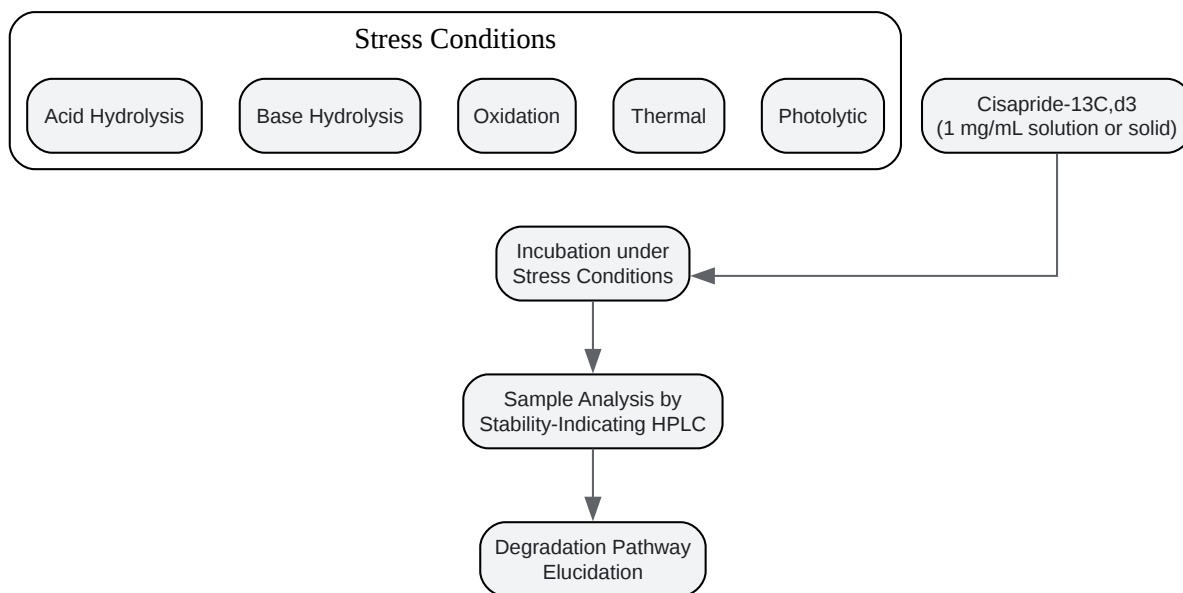 Stress Conditions
Acid Hydrolysis
Base Hydrolysis
Oxidation
Thermal
Photolytic
Cisapride-13C,d3
(1 mg/mL solution or solid)
Incubation under
Stress Conditions
Sample Analysis by
Stability-Indicating HPLC
Degradation Pathway
Elucidation